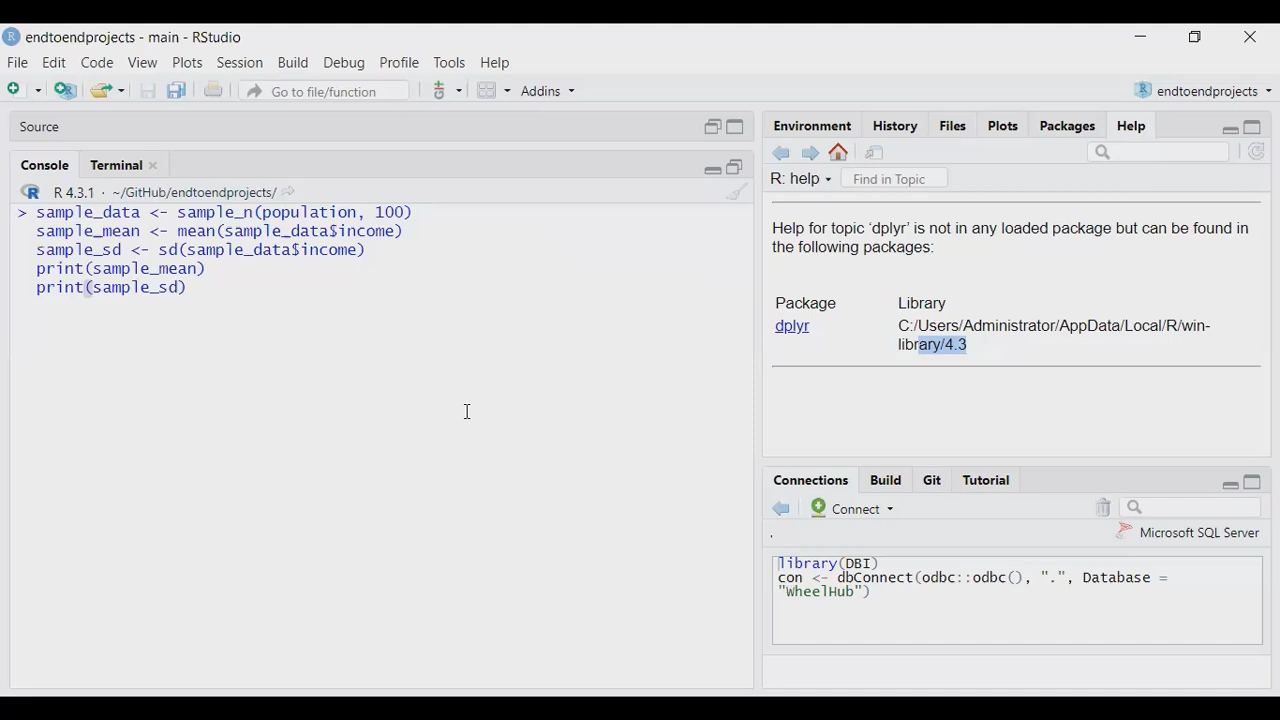 endtoendprojects - main - RStudio
File Edit Code View Plots Session Build Debug Profile Tools Help
Go to file/function Addins endtoendprojects
Source
Console Terminal
R 4.3.1 · ~/GitHub/endtoendprojects/
> sample_data <- sample_n(population, 100)
sample_mean <- mean(sample_data$income)
sample_sd <- sd(sample_data$income)
print(sample_mean)
print(sample_sd)
Environment History Files Plots Packages Help
R: help Find in Topic
Help for topic ‘dplyr’ is not in any loaded package but can be found in
the following packages:
Package Library
dplyr C:/Users/Administrator/AppData/Local/R/win-
library/4.3
Connections Build Git Tutorial
Connect
. Microsoft SQL Server
library(DBI)
con <- dbConnect(odbc::odbc(), ".", Database =
"WheelHub")